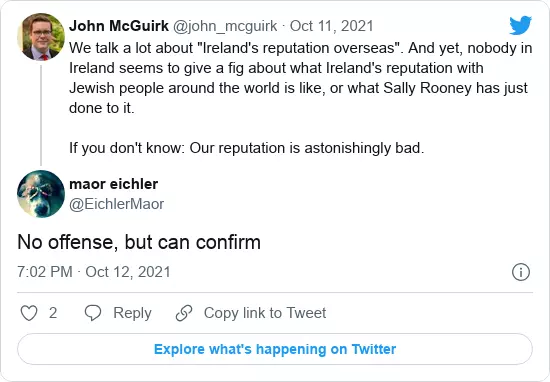 John McGuirk @john_mcguirk · Oct 11, 2021
We talk a lot about "Ireland's reputation overseas". And yet, nobody in
Ireland seems to give a fig about what Ireland's reputation with
Jewish people around the world is like, or what Sally Rooney has just
done to it.
If you don't know: Our reputation is astonishingly bad.
maor eichler
@EichlerMaor
No offense, but can confirm
7:02 PM · Oct 12, 2021
2 Reply Copy link to Tweet
Explore what's happening on Twitter